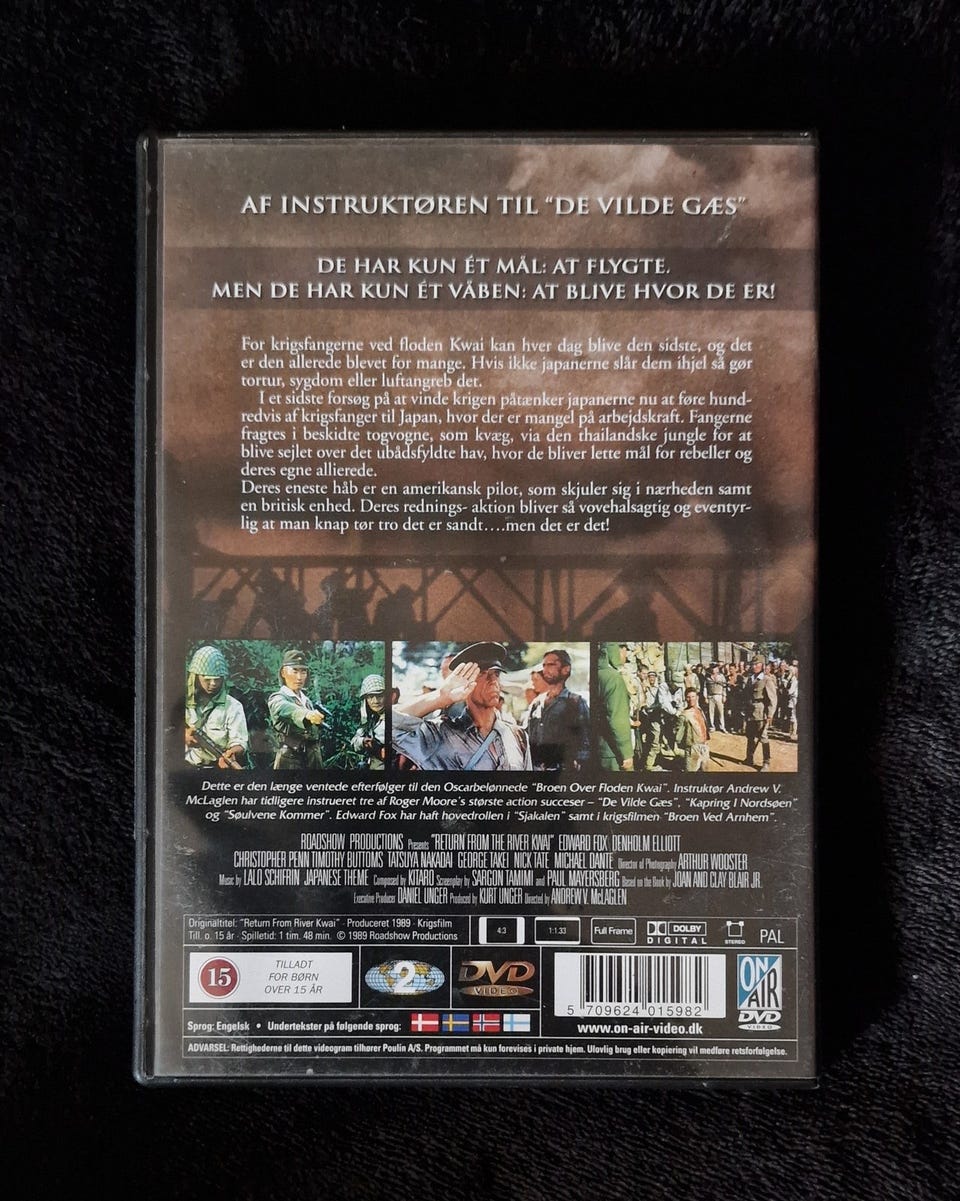 AF INSTRUKTØREN TIL "DE VILDE GÆS"
DE HAR KUN ÉT MÅL: AT FLYGTE.
MEN DE HAR KUN ÉT VÅBEN: AT BLIVE HVOR DE ER!
For krigsfangerne ved floden Kwai kan hver dag blive den sidste, og det
er den allerede blevet for mange. Hvis ikke japanerne slår dem ihjel så gør
tortur, sygdom eller luftangreb det.
I et sidste forsøg på at vinde krigen påtænker japanerne nu at føre hund-
redvis af krigsfanger til Japan, hvor der er mangel på arbejdskraft. Fangerne
fragtes i beskidte togvogne, som kvæg, via den thailandske jungle for at
blive sejlet over det ubådsfyldte hav, hvor de bliver lette mål for rebeller og
deres egne allierede.
Deres eneste håb er en amerikansk pilot, som skjuler sig i nærheden samt
en britisk enhed. Deres rednings- aktion bliver så vovehalsagtig og eventyr-
lig at man knap tør tro det er sandt....men det er det!
Dette er den længe ventede efterfølger til den Oscarbelønnede "Broen Over Floden Kwai". Instruktør Andrew V.
McLaglen har tidligere instrueret tre af Roger Moore's største action succeser – "De Vilde Gæs", "Kapring I Nordsøen"
og "Søulvene Kommer". Edward Fox har haft hovedrollen i "Sjakalen" samt i krigsfilmen "Broen Ved Arnhem".
ROADSHOW PRODUCTIONS Presents "RETURN FROM THE RIVER KWAI" EDWARD FOX DENHOLM ELLIOTT
CHRISTOPHER PENN TIMOTHY BUTTOMS TATSUYA NAKADAI GEORGE TAKEI NICK TATE MICHAEL DANTE Director of Photography ARTHUR WOOSTER
Music by LALO SCHIFRIN JAPANESE THEME Composed by KITARO Screenplay by SARGON TAMIMI and PAUL MAYERSBERG Based on the Book by JOAN AND CLAY BLAIR JR.
Executive Producer DANIEL UNGER Produced by KURT UNGER Directed by ANDREW V. McLAGLEN
Originaltitel: "Return From River Kwai" · Produceret 1989 · Krigsfilm
Till. o. 15 år · Spilletid: 1 tim. 48 min. © 1989 Roadshow Productions
4:3
1:1.33
Full Frame
DOLBY
DIGITAL
STEREO
PAL
15
TILLADT
FOR BØRN
OVER 15 ÅR
2
DVD
VIDEO
5 709624 015982
www.on-air-video.dk
ON
AIR
DVD
VIDEO
Sprog: Engelsk • Undertekster på følgende sprog:
ADVARSEL: Rettighederne til dette videogram tilhører Poulin A/S. Programmet må kun forevises i private hjem. Ulovlig brug eller kopiering vil medføre retsforfølgelse.